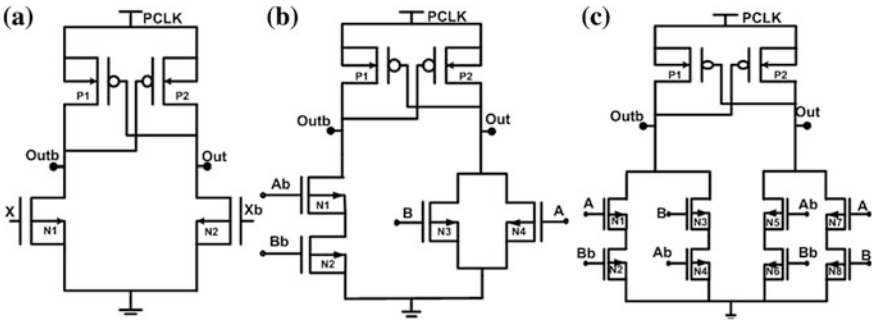 (a)
PCLK
P1
P2
Outb
Out
X
N1
Xb
N2
(b)
PCLK
P1
P2
Outb
Out
Ab
N1
Bb
N2
B
N3
A
N4
(c)
PCLK
P1
P2
Outb
Out
A
N1
B
N3
Ab
N5
A
N7
Bb
N2
Ab
N4
Bb
N6
B
N8